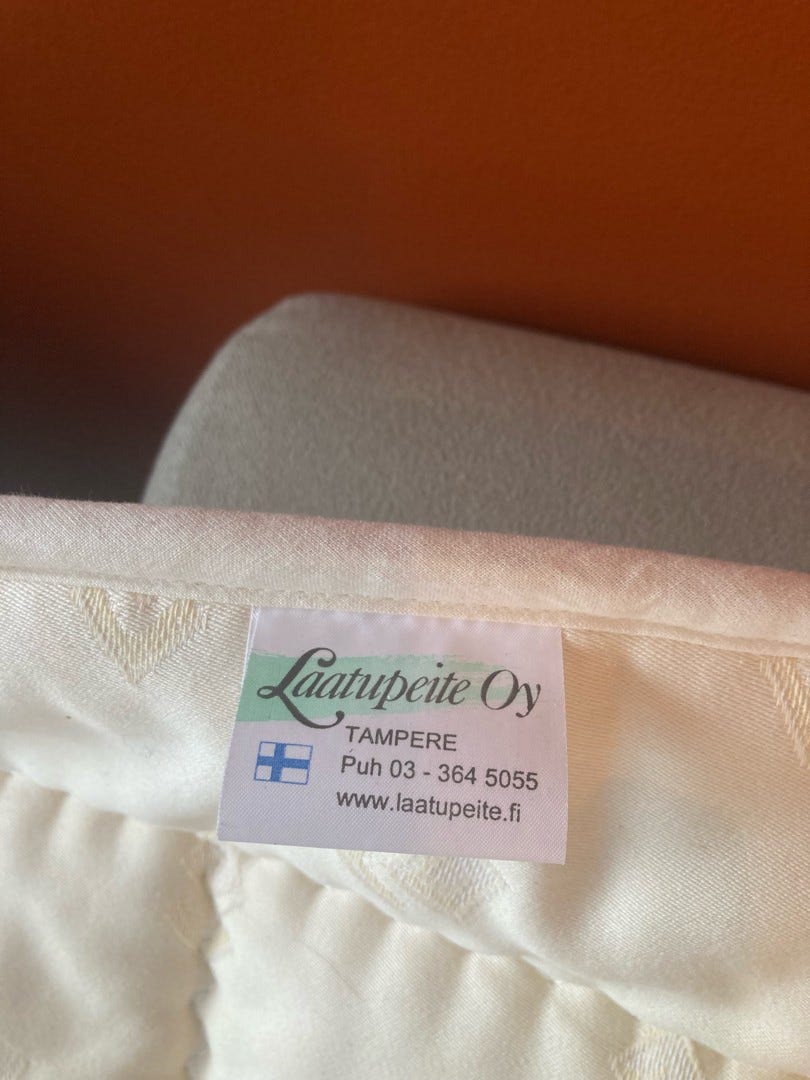 Laatupeite Oy
TAMPERE
Puh 03 - 364 5055
www.laatupeite.fi